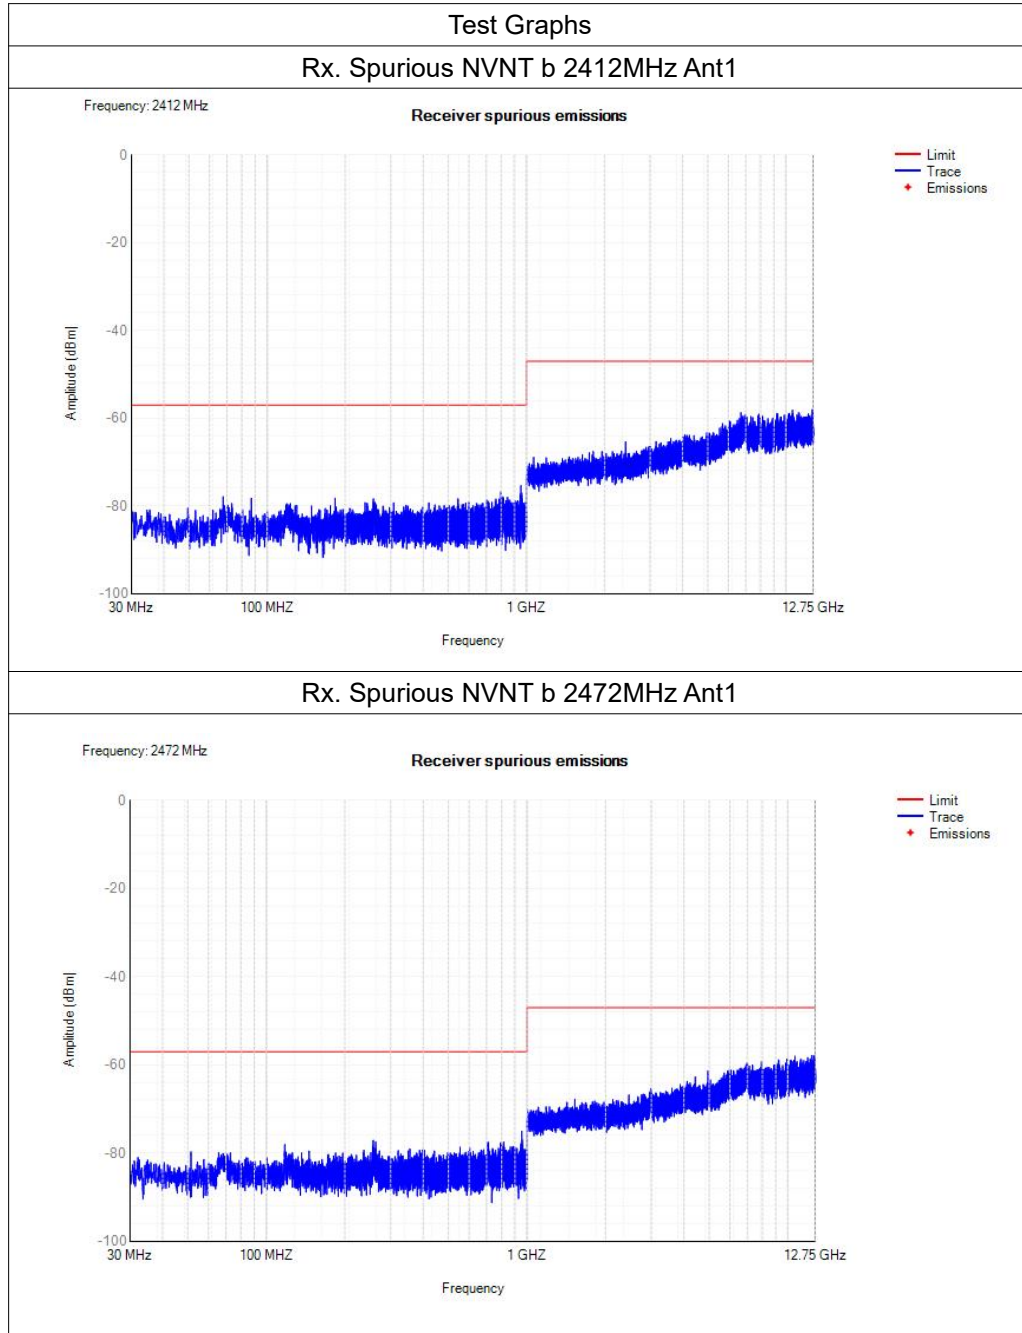 Test Graphs
Rx. Spurious NVNT b 2412MHz Ant1
Frequency: 2412 MHz
Receiver spurious emissions
Limit
Trace
Emissions
Amplitude [dBm]
0
-20
-40
-60
-80
-100
30 MHz
100 MHZ
1 GHZ
12.75 GHz
Frequency
Rx. Spurious NVNT b 2472MHz Ant1
Frequency: 2472 MHz
Receiver spurious emissions
Limit
Trace
Emissions
Amplitude [dBm]
0
-20
-40
-60
-80
-100
30 MHz
100 MHZ
1 GHZ
12.75 GHz
Frequency